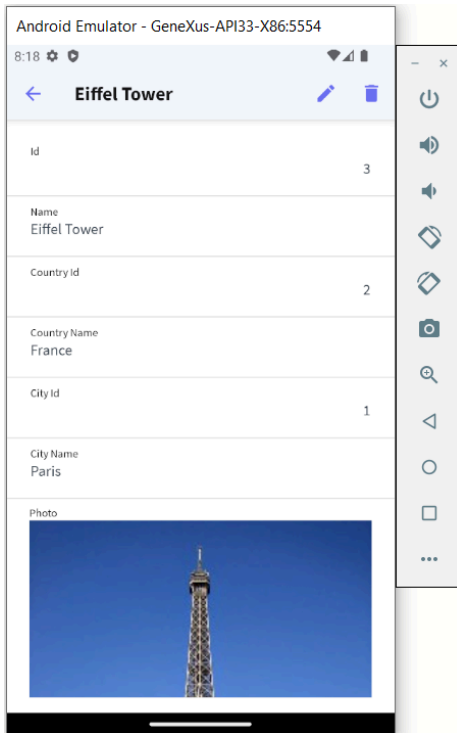 Android Emulator - GeneXus-API33-X86:5554
8:18
Eiffel Tower
Id
3
Name
Eiffel Tower
Country Id
2
Country Name
France
City Id
1
City Name
Paris
Photo